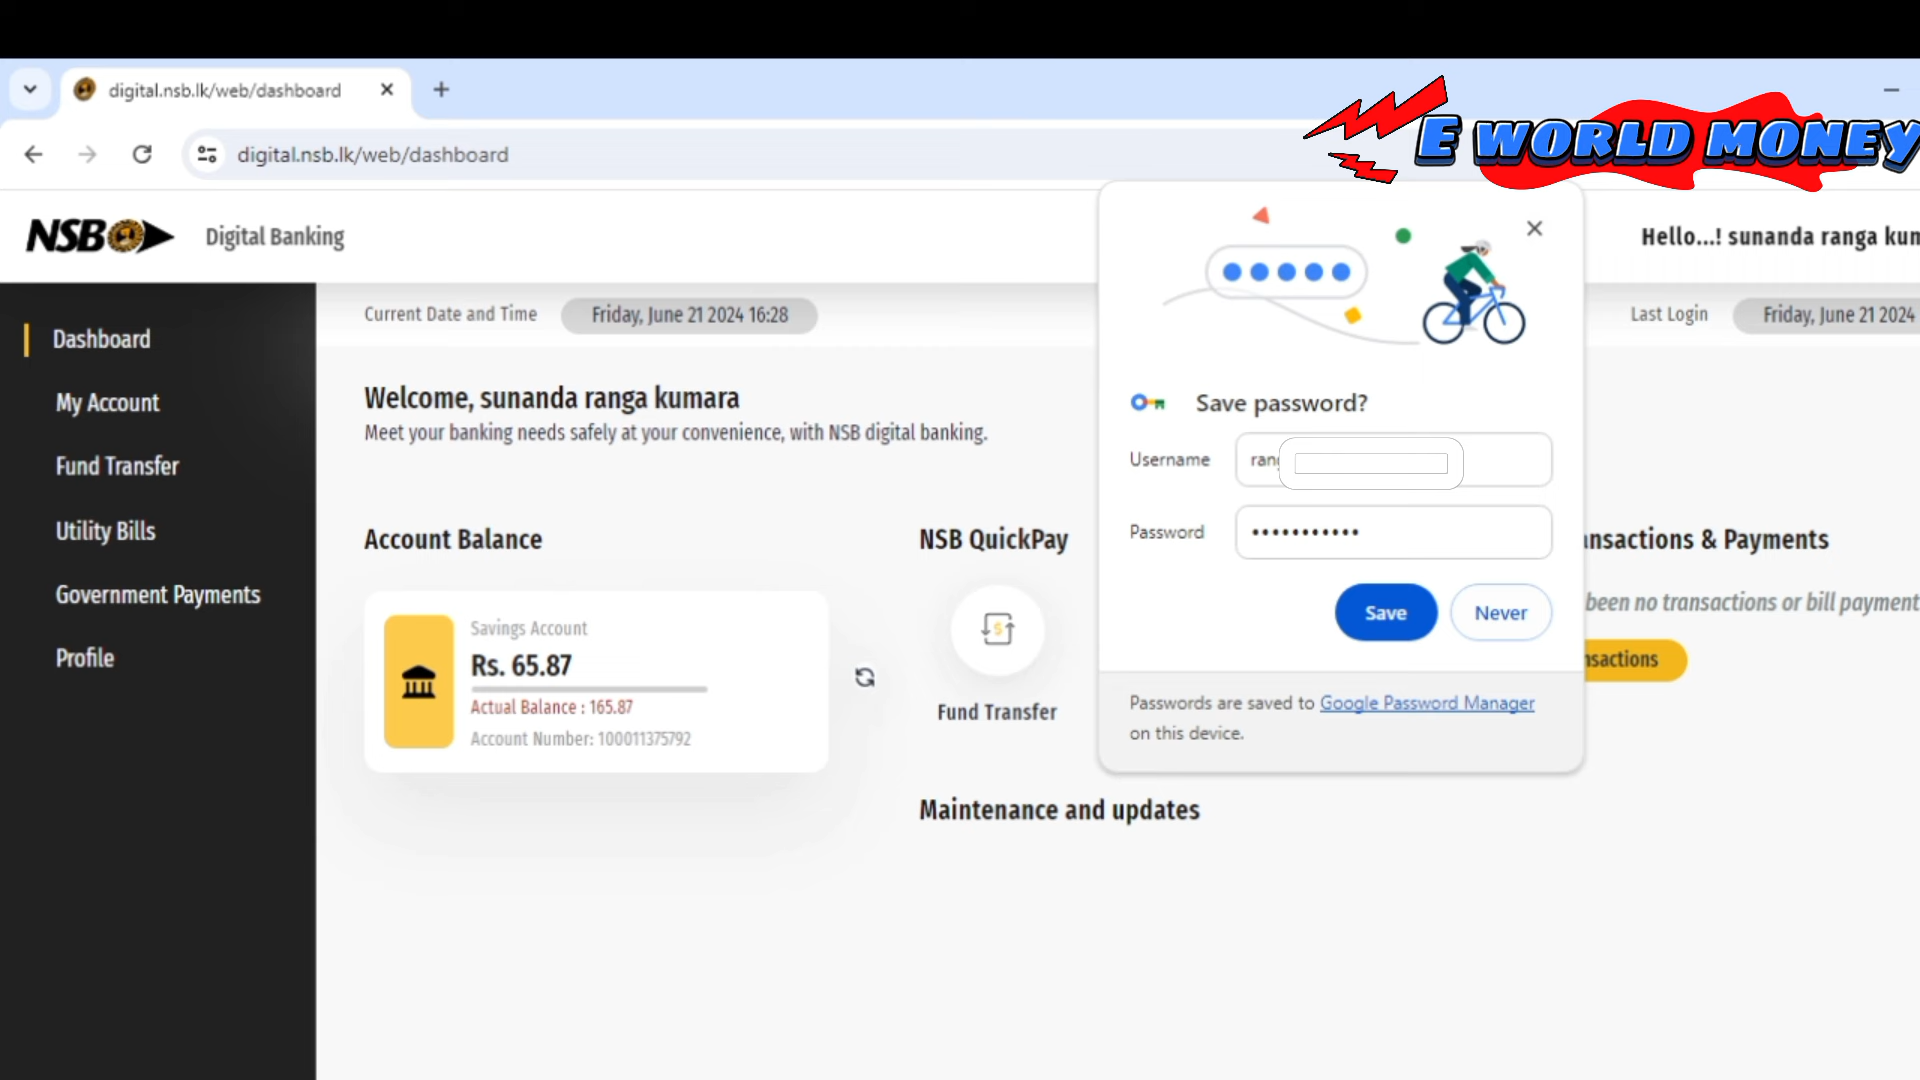 digital.nsb.lk/web/dashboard
E WORLD MONEY
digital.nsb.lk/web/dashboard
NSB Digital Banking
Hello...! sunanda ranga kum
Dashboard
My Account
Fund Transfer
Utility Bills
Government Payments
Profile
Current Date and Time Friday, June 21 2024 16:28
Last Login Friday, June 21 2024
Welcome, sunanda ranga kumara
Meet your banking needs safely at your convenience, with NSB digital banking.
Account Balance
Savings Account
Rs. 65.87
Actual Balance : 165.87
Account Number: 100011375792
NSB QuickPay
Fund Transfer
Maintenance and updates
Save password?
Username rang
Password
Save Never
Passwords are saved to Google Password Manager
on this device.
ansactions & Payments
been no transactions or bill payment
nsactions